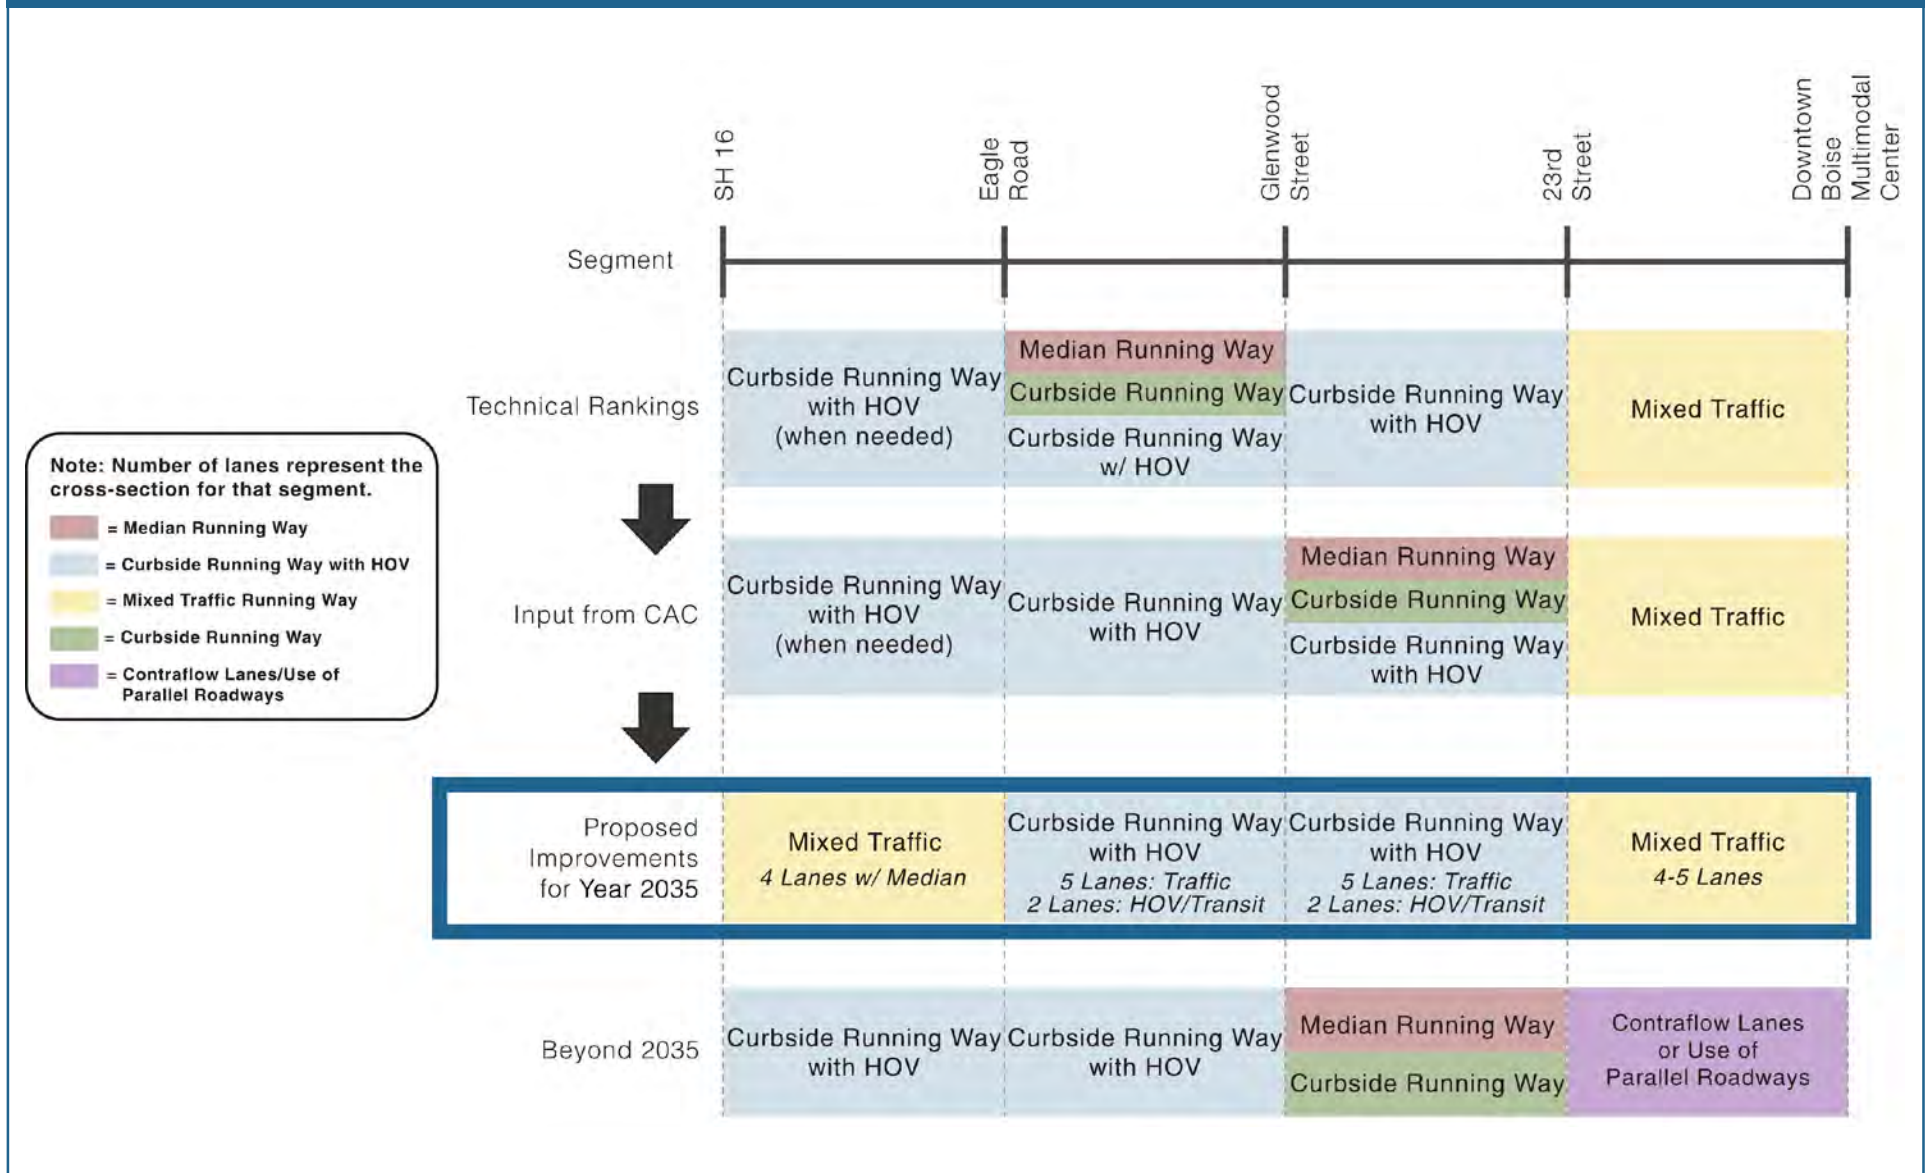 SH 16
Eagle
Road
Glenwood
Street
23rd
Street
Downtown
Boise
Multimodal
Center
Segment
Technical Rankings
Curbside Running Way
with HOV
(when needed)
Median Running Way
Curbside Running Way
Curbside Running Way
w/ HOV
Curbside Running Way
with HOV
Mixed Traffic
Note: Number of lanes represent the
cross-section for that segment.
= Median Running Way
= Curbside Running Way with HOV
= Mixed Traffic Running Way
= Curbside Running Way
= Contraflow Lanes/Use of
Parallel Roadways
Input from CAC
Curbside Running Way
with HOV
(when needed)
Curbside Running Way
with HOV
Median Running Way
Curbside Running Way
Curbside Running Way
with HOV
Mixed Traffic
Proposed
Improvements
for Year 2035
Mixed Traffic
4 Lanes w/ Median
Curbside Running Way
with HOV
5 Lanes: Traffic
2 Lanes: HOV/Transit
Curbside Running Way
with HOV
5 Lanes: Traffic
2 Lanes: HOV/Transit
Mixed Traffic
4-5 Lanes
Beyond 2035
Curbside Running Way
with HOV
Curbside Running Way
with HOV
Median Running Way
Curbside Running Way
Contraflow Lanes
or Use of
Parallel Roadways